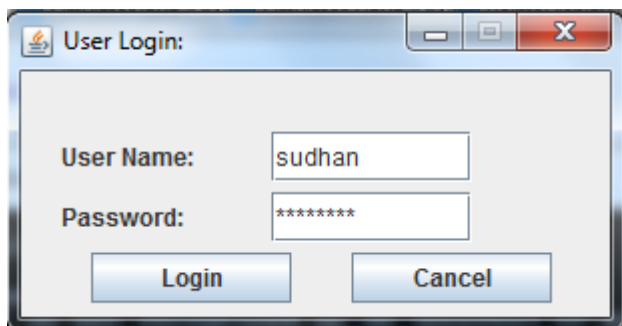 User Login:
User Name: sudhan
Password: ********
Login Cancel